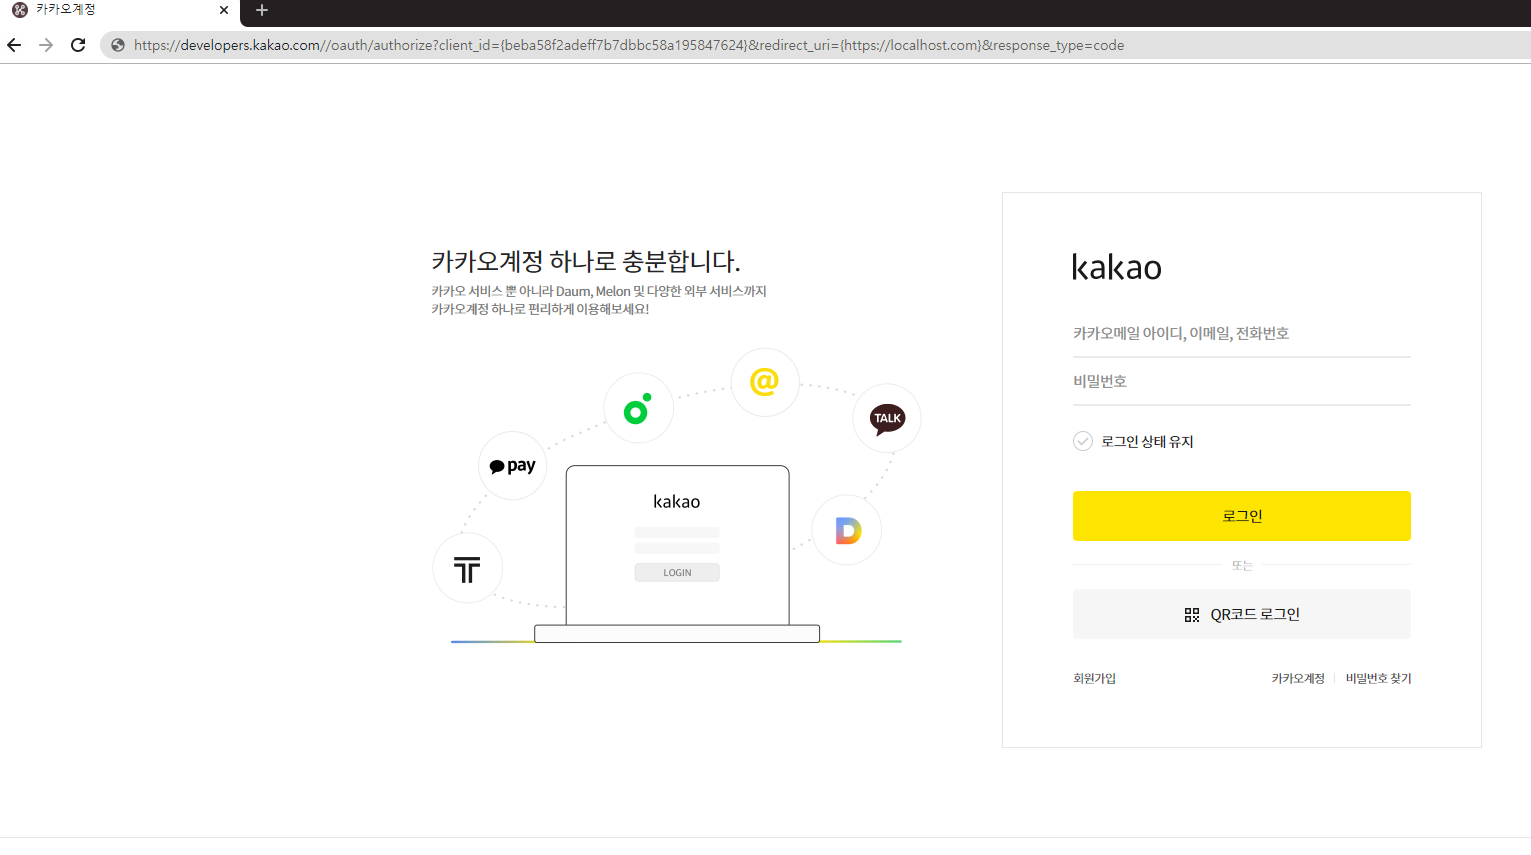 카카오계정
https://developers.kakao.com//oauth/authorize?client_id={beba58f2adeff7b7dbbc58a195847624}&redirect_uri={https://localhost.com}&response_type=code
카카오계정 하나로 충분합니다.
카카오 서비스 뿐 아니라 Daum, Melon 및 다양한 외부 서비스까지
카카오계정 하나로 편리하게 이용해보세요!
@
TALK
pay
kakao
LOGIN
D
T
kakao
카카오메일 아이디, 이메일, 전화번호
비밀번호
로그인 상태 유지
로그인
또는
QR코드 로그인
회원가입
카카오계정 | 비밀번호 찾기